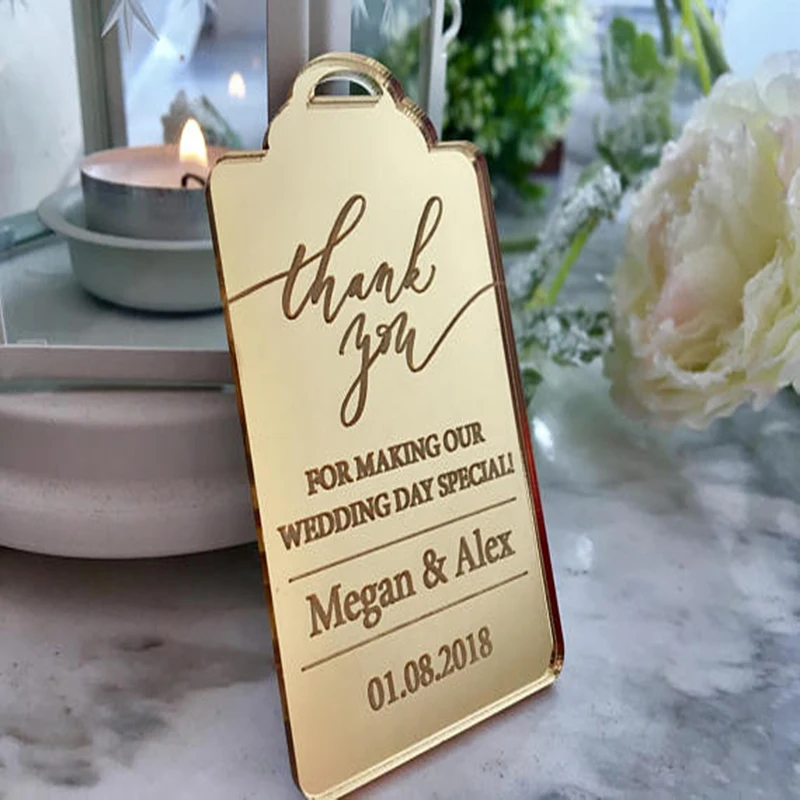 thank
you
FOR MAKING OUR
WEDDING DAY SPECIAL!
Megan & Alex
01.08.2018